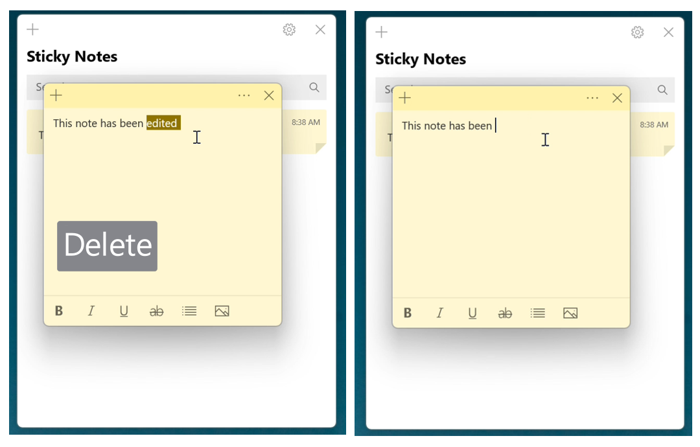 Sticky Notes
This note has been edited
8:38 AM
Delete
B I U ab
Sticky Notes
This note has been
8:38 AM
B I U ab